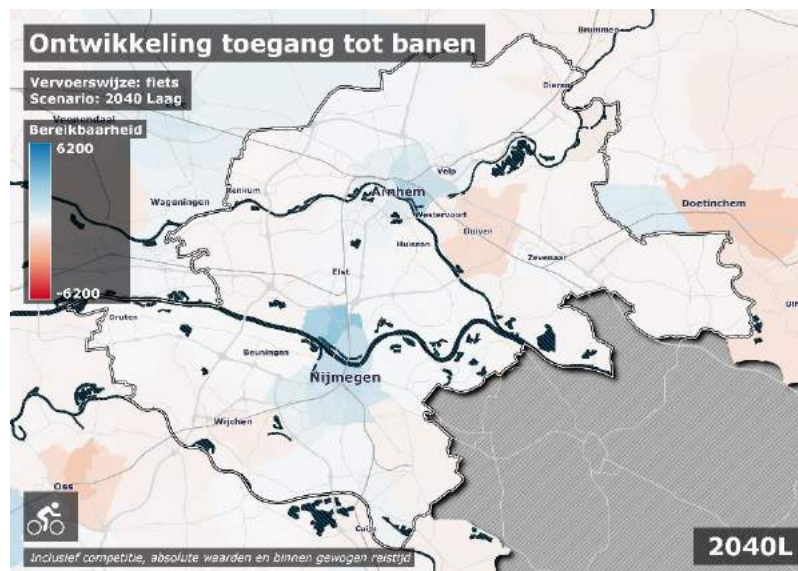 Ontwikkeling toegang tot banen
Vervoerswijze: fiets
Scenario: 2040 Laag
Bereikbaarheid
6200
-6200
Brummen
Dieren
Veenendaal
Velp
Arnhem
Renkum
Wageningen
Westervoort
Doetinchem
Duiven
Huissen
Zevenaar
Elst
Druten
Beuningen
Nijmegen
Wijchen
Oss
Cuijk
2040L
Inclusief competitie, absolute waarden en binnen gewogen reistijd